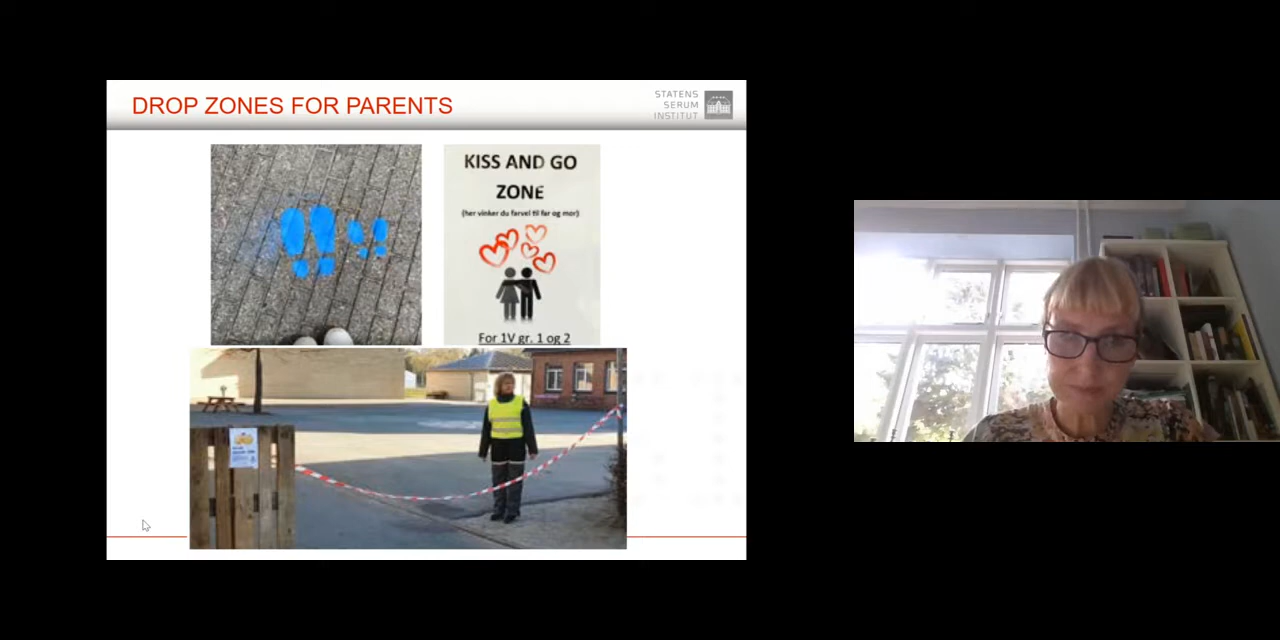 DROP ZONES FOR PARENTS
STATENS
SERUM
INSTITUT
KISS AND GO
ZONE
(her vinker du farvel til far og mor)
For 1V gr. 1 og 2